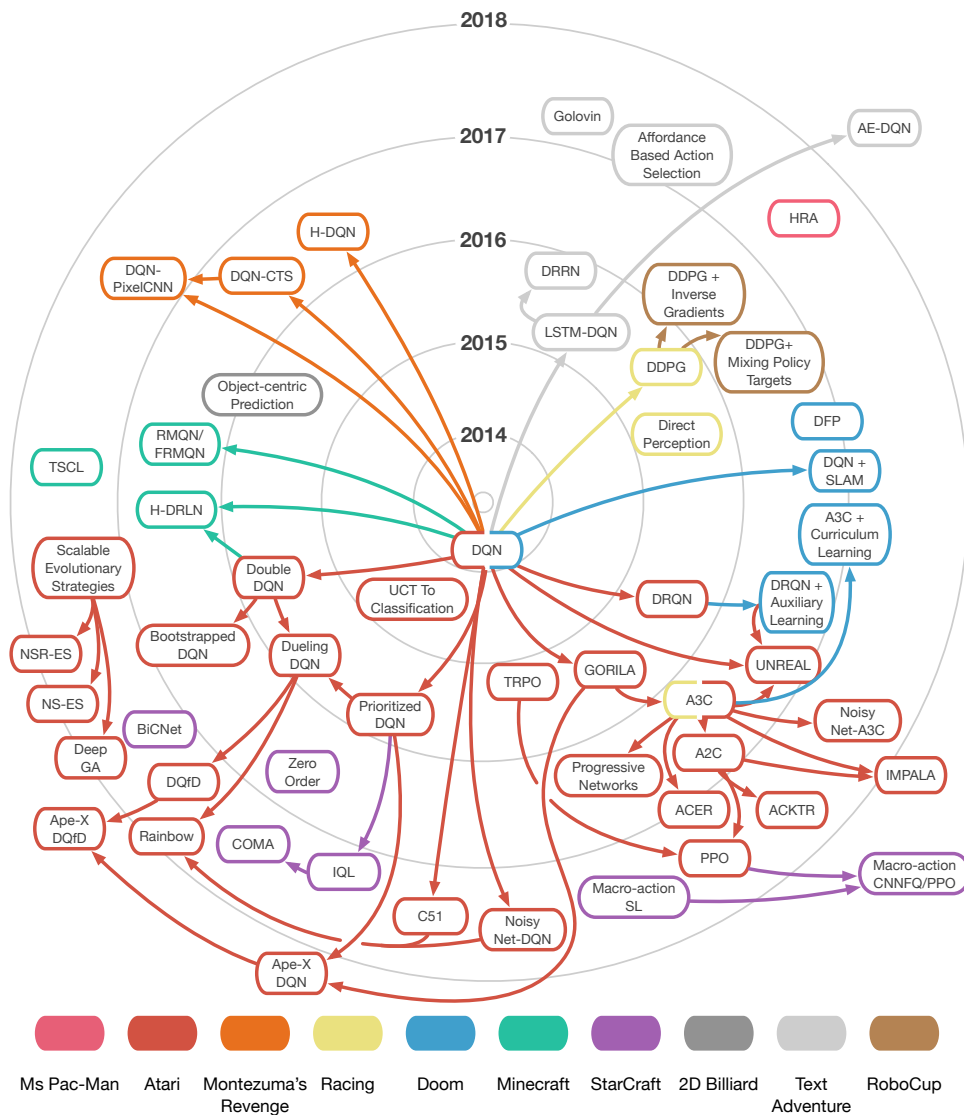 2018
Golovin
AE-DQN
2017
Affordance
Based Action
Selection
HRA
H-DQN
2016
DQN-
PixelCNN
DQN-CTS
DRRN
DDPG +
Inverse
Gradients
LSTM-DQN
2015
DDPG
DDPG+
Mixing Policy
Targets
Object-centric
Prediction
DFP
Direct
Perception
2014
RMQN/
FRMQN
TSCL
DQN +
SLAM
H-DRLN
A3C +
Curriculum
Learning
DQN
Scalable
Evolutionary
Strategies
Double
DQN
UCT To
Classification
DRQN
DRQN +
Auxiliary
Learning
Bootstrapped
DQN
NSR-ES
Dueling
DQN
TRPO
GORILA
UNREAL
NS-ES
Prioritized
DQN
A3C
Noisy
Net-A3C
BiCNet
Deep
GA
A2C
Zero
Order
DQfD
Progressive
Networks
IMPALA
ACER
ACKTR
Ape-X
DQfD
Rainbow
COMA
IQL
PPO
Macro-action
CNNFQ/PPO
Macro-action
SL
C51
Noisy
Net-DQN
Ape-X
DQN
Ms Pac-Man
Atari
Montezuma's
Revenge
Racing
Doom
Minecraft
StarCraft
2D Billiard
Text
Adventure
RoboCup